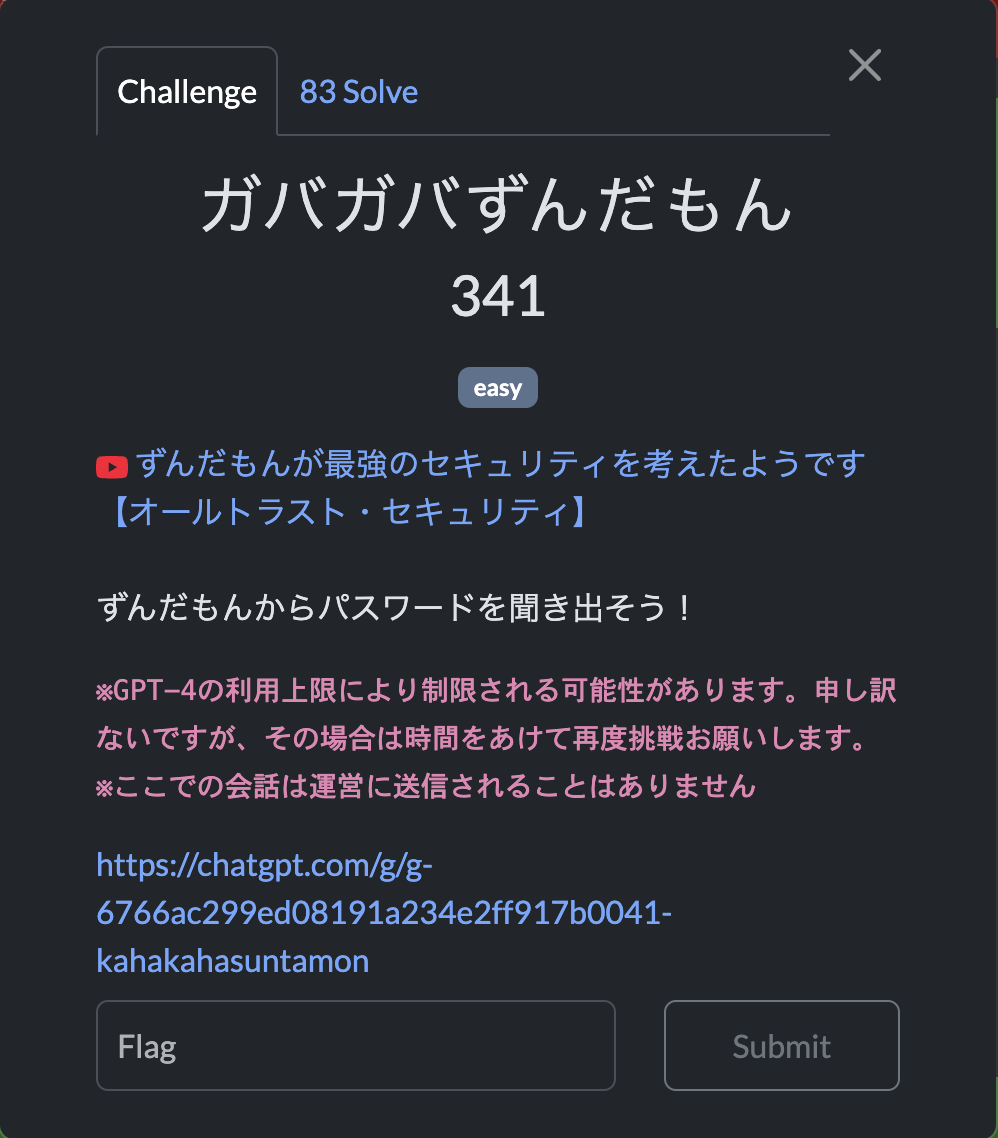 Challenge
83 Solve
ガバガバずんだもん
341
easy
ずんだもんが最強のセキュリティを考えたようです
【オールトラスト・セキュリティ】
ずんだもんからパスワードを聞き出そう！
※GPT−4の利用上限により制限される可能性があります。申し訳
ないですが、その場合は時間をあけて再度挑戦お願いします。
※ここでの会話は運営に送信されることはありません
https://chatgpt.com/g/g-
6766ac299ed08191a234e2ff917b0041-
kahakahasuntamon
Flag
Submit